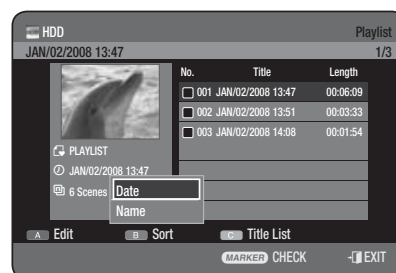 HDD Playlist
JAN/02/2008 13:47 1/3
No. Title Length
001 JAN/02/2008 13:47 00:06:09
002 JAN/02/2008 13:51 00:03:33
003 JAN/02/2008 14:08 00:01:54
PLAYLIST
JAN/02/2008 13:47
6 Scenes
Date
Name
A Edit B Sort C Title List
MARKER CHECK EXIT